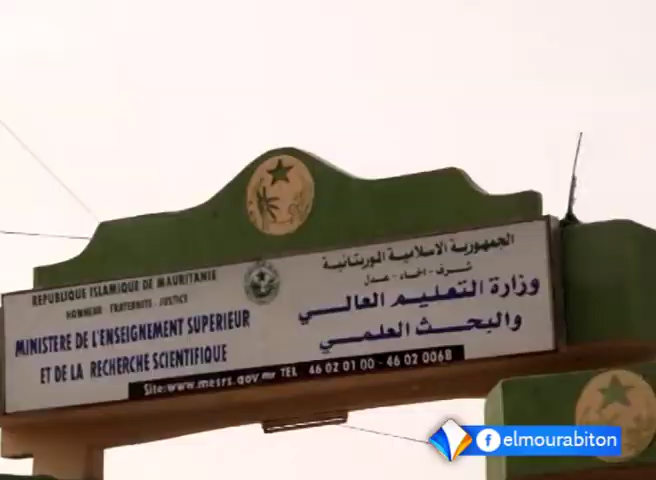 REPUBLIQUE ISLAMIQUE DE MAURITANIE
HONNEUR - FRATERNITE - JUSTICE
MINISTERE DE L'ENSEIGNEMENT SUPERIEUR
ET DE LA RECHERCHE SCIENTIFIQUE
الجمهورية الاسلامية الموريتانية
شرف - اخاء - عدل
وزارة التعليم العالي
والبحث العلمي
Site:www.mesrs.gov.mr TEL 46 02 01 00 - 46 02 0068
elmourabiton